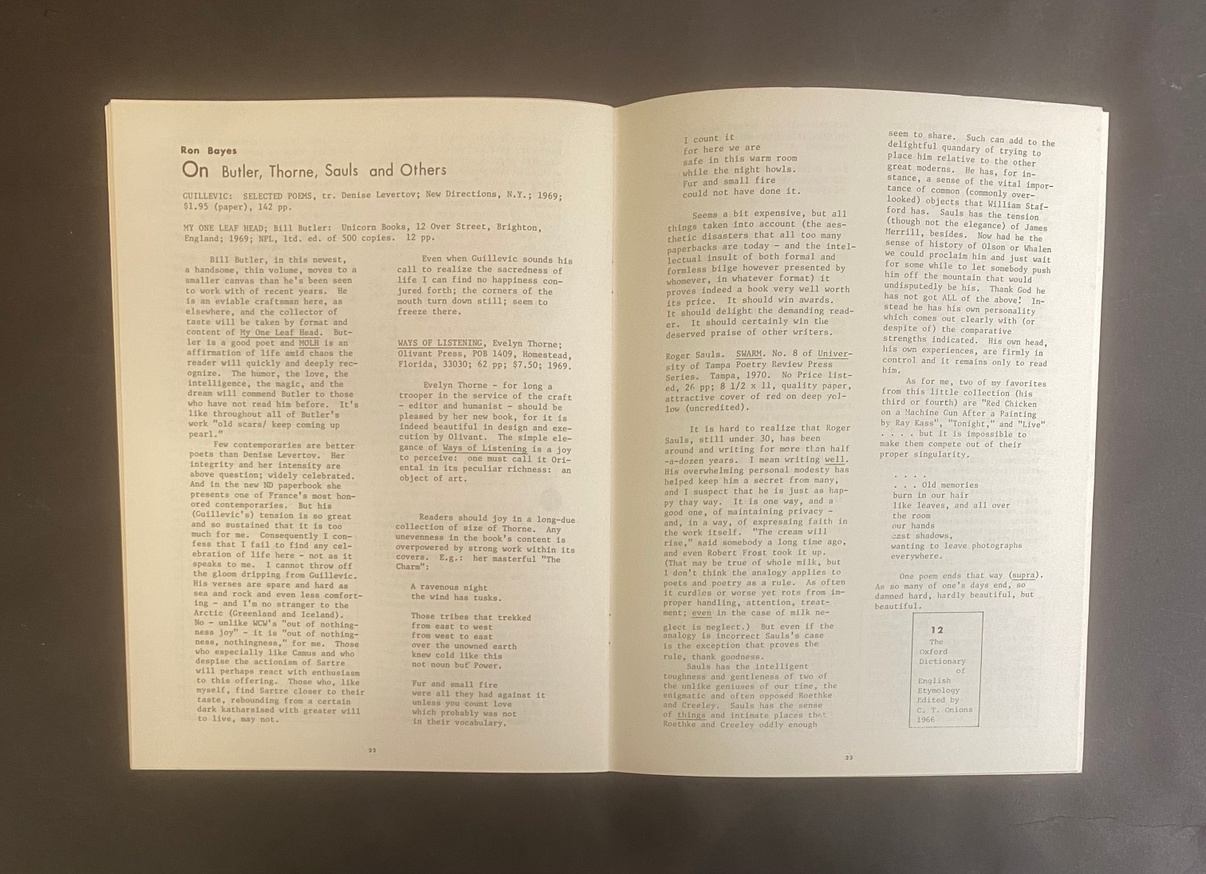 Ron Bayes
On Butler, Thorne, Sauls and Others
GUILLEVIC: SELECTED POEMS, tr. Denise Levertov; New Directions, N.Y.; 1969;
$1.95 (paper), 142 pp.
MY ONE LEAF HEAD; Bill Butler: Unicorn Books, 12 Over Street, Brighton,
England; 1969; NPL, ltd. ed. of 500 copies. 12 pp.
Bill Butler, in this newest,
a handsome, thin volume, moves to a
smaller canvas than he's been seen
to work with of recent years. He
is an eviable craftsman here, as
elsewhere, and the collector of
taste will be taken by format and
content of My One Leaf Head. But-
ler is a good poet and MOLH is an
affirmation of life amid chaos the
reader will quickly and deeply rec-
ognize. The humor, the love, the
intelligence, the magic, and the
dream will commend Butler to those
who have not read him before. It's
like throughout all of Butler's
work "old scars/ keep coming up
pearl."
Few contemporaries are better
poets than Denise Levertov. Her
integrity and her intensity are
above question; widely celebrated.
And in the new ND paperbook she
presents one of France's most hon-
ored contemporaries. But his
(Guillevic's) tension is so great
and so sustained that it is too
much for me. Consequently I con-
fess that I fail to find any cel-
ebration of life here - not as it
speaks to me. I cannot throw off
the gloom dripping from Guillevic.
His verses are spare and hard as
sea and rock and even less comfort-
ing - and I'm no stranger to the
Arctic (Greenland and Iceland).
No - unlike WCW's "out of nothing-
ness joy" - it is "out of nothing-
ness, nothingness," for me. Those
who especially like Camus and who
despise the actionism of Sartre
will perhaps react with enthusiasm
to this offering. Those who, like
myself, find Sartre closer to their
taste, rebounding from a certain
dark katharsised with greater will
to live, may not.
Even when Guillevic sounds his
call to realize the sacredness of
life I can find no happiness con-
jured forth; the corners of the
mouth turn down still; seem to
freeze there.
WAYS OF LISTENING, Evelyn Thorne;
Olivant Press, POB 1409, Homestead,
Florida, 33030; 62 pp; $7.50; 1969.
Evelyn Thorne - for long a
trooper in the service of the craft
- editor and humanist - should be
pleased by her new book, for it is
indeed beautiful in design and exe-
cution by Olivant. The simple ele-
gance of Ways of Listening is a joy
to perceive: one must call it Ori-
ental in its peculiar richness: an
object of art.
Readers should joy in a long-due
collection of size of Thorne. Any
unevenness in the book's content is
overpowered by strong work within its
covers. E.g.: her masterful "The
Charm":
A ravenous night
the wind has tusks.
Those tribes that trekked
from east to west
from west to east
over the unowned earth
knew cold like this
not noun but Power.
Fur and small fire
were all they had against it
unless you count love
which probably was not
in their vocabulary.
22
I count it
for here we are
safe in this warm room
while the night howls.
Fur and small fire
could not have done it.
Seems a bit expensive, but all
things taken into account (the aes-
thetic disasters that all too many
paperbacks are today - and the intel-
lectual insult of both formal and
formless bilge however presented by
whomever, in whatever format) it
proves indeed a book very well worth
its price. It should win awards.
It should delight the demanding read-
er. It should certainly win the
deserved praise of other writers.
Roger Sauls. SWARM. No. 8 of Univer-
sity of Tampa Poetry Review Press
Series. Tampa, 1970. No Price list-
ed, 26 pp; 8 1/2 x 11, quality paper,
attractive cover of red on deep yel-
low (uncredited).
It is hard to realize that Roger
Sauls, still under 30, has been
around and writing for more than half
-a-dozen years. I mean writing well.
His overwhelming personal modesty has
helped keep him a secret from many,
and I suspect that he is just as hap-
py thay way. It is one way, and a
good one, of maintaining privacy -
and, in a way, of expressing faith in
the work itself. "The cream will
rise," said somebody a long time ago,
and even Robert Frost took it up.
(That may be true of whole milk, but
I don't think the analogy applies to
poets and poetry as a rule. As often
it curdles or worse yet rots from im-
proper handling, attention, treat-
ment; even in the case of milk ne-
glect is neglect.) But even if the
analogy is incorrect Sauls's case
is the exception that proves the
rule, thank goodness.
Sauls has the intelligent
toughness and gentleness of two of
the unlike geniuses of our time, the
enigmatic and often opposed Roethke
and Creeley. Sauls has the sense
of things and intimate places that
Roethke and Creeley oddly enough
seem to share. Such can add to the
delightful quandary of trying to
place him relative to the other
great moderns. He has, for in-
stance, a sense of the vital impor-
tance of common (commonly over-
looked) objects that William Staf-
ford has. Sauls has the tension
(though not the elegance) of James
Merrill, besides. Now had he the
sense of history of Olson or Whalen
we could proclaim him and just wait
for some while to let somebody push
him off the mountain that would
undisputedly be his. Thank God he
has not got ALL of the above! In-
stead he has his own personality
which comes out clearly with (or
despite of) the comparative
strengths indicated. His own head,
his own experiences, are firmly in
control and it remains only to read
him.
As for me, two of my favorites
from this little collection (his
third or fourth) are "Red Chicken
on a Machine Gun After a Painting
by Ray Kass", "Tonight," and "Live"
. . . . but it is impossible to
make them compete out of their
proper singularity.
. . . .
. . . Old memories
burn in our hair
like leaves, and all over
the room
our hands
cast shadows,
wanting to leave photographs
everywhere.
One poem ends that way (supra).
As so many of one's days end, so
damned hard, hardly beautiful, but
beautiful.
12
The
Oxford
Dictionary
of
English
Etymology
Edited by
C. T. Onions
1966
23